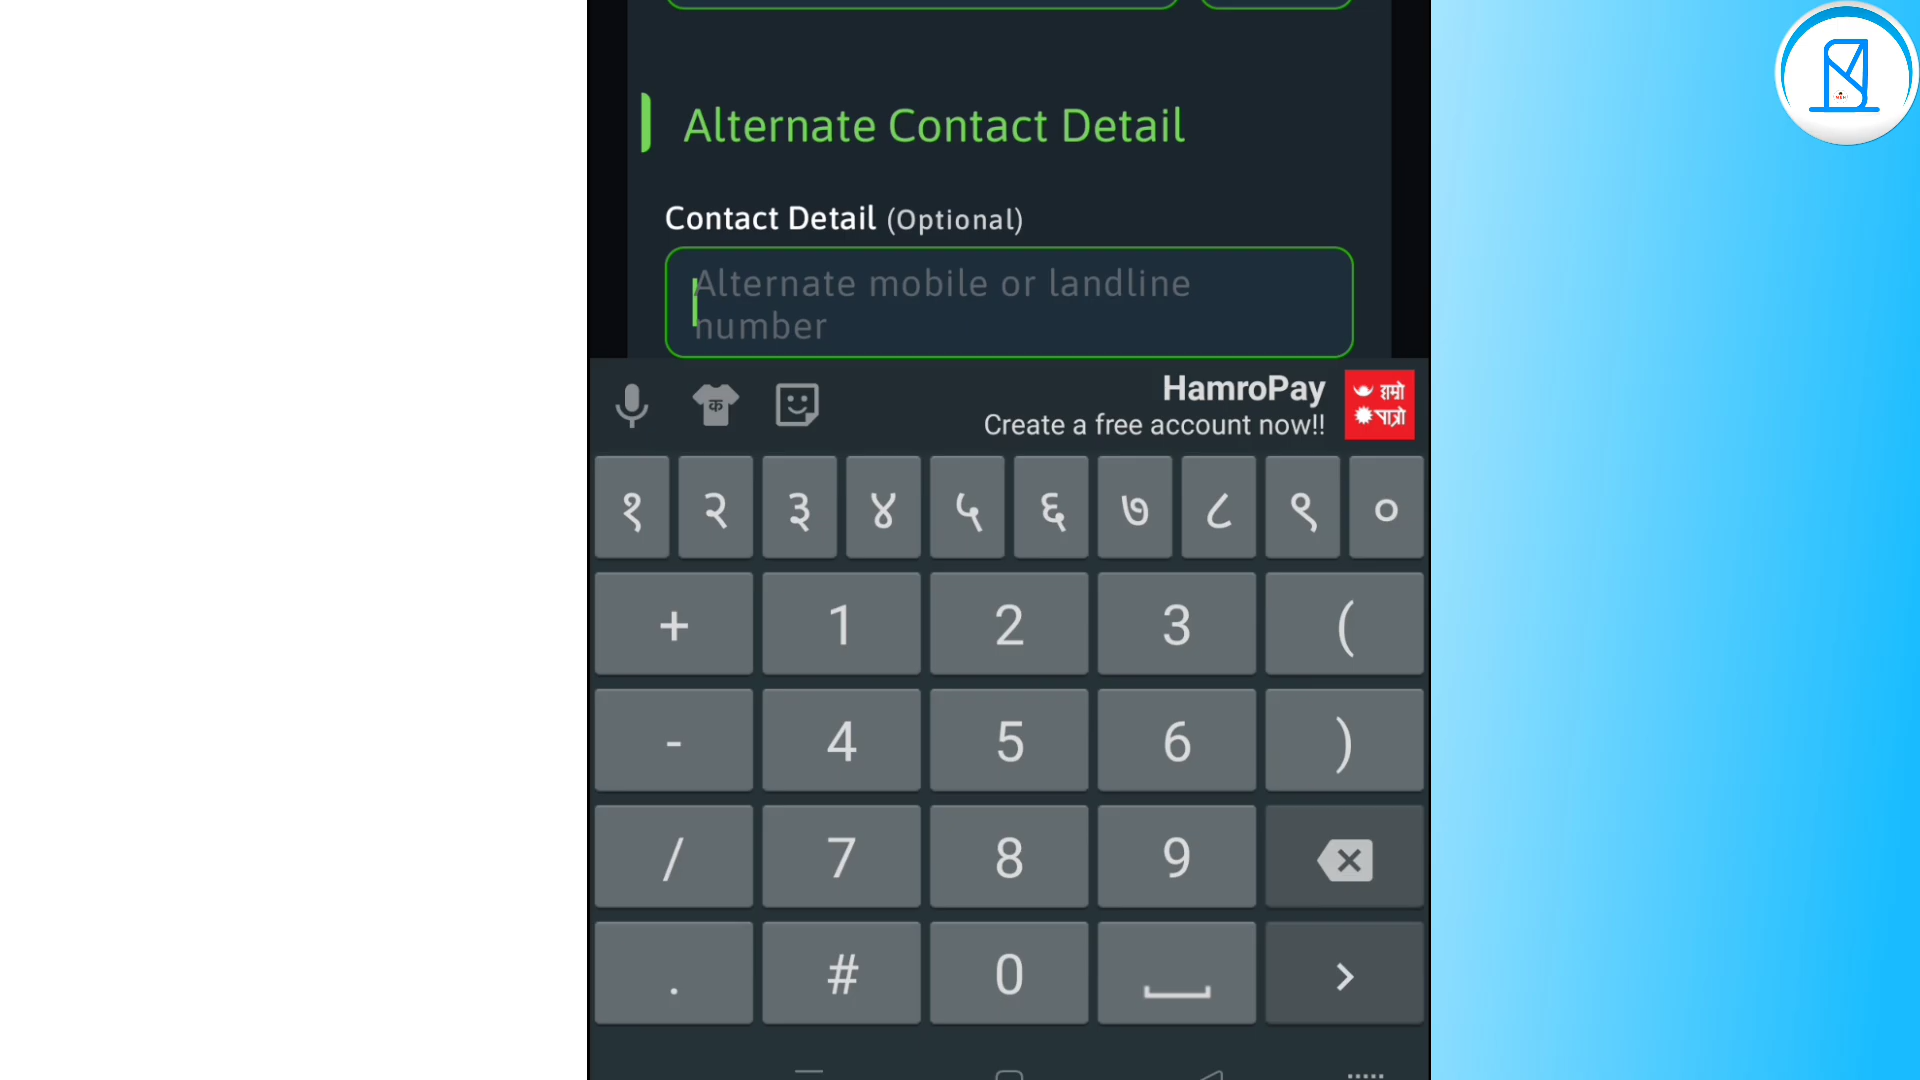 Alternate Contact Detail
Contact Detail (Optional)
Alternate mobile or landline
number
HamroPay
Create a free account now!!
हाम्रो
पात्रो
क
१ २ ३ ४ ५ ६ ७ ८ ९ ०
+ 1 2 3 (
- 4 5 6 )
/ 7 8 9
. # 0 >